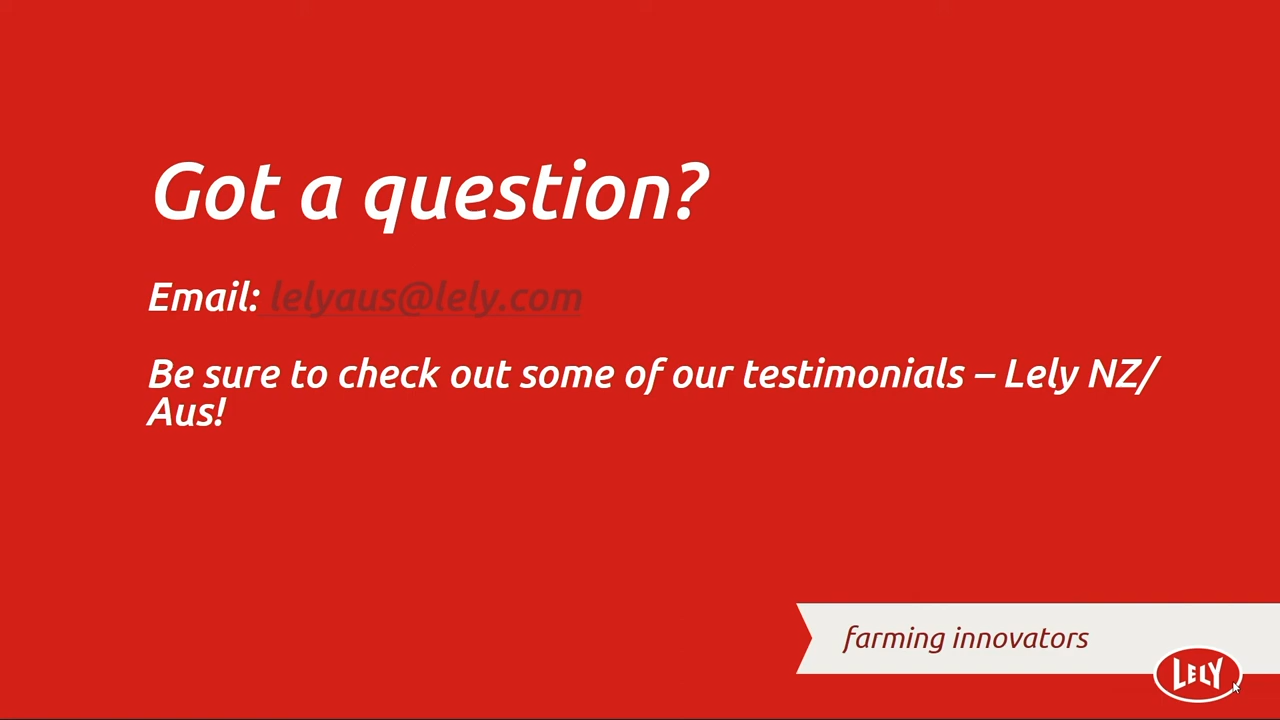 Got a question?
Email: lelyaus@lely.com
Be sure to check out some of our testimonials – Lely NZ/
Aus!
farming innovators
LELY